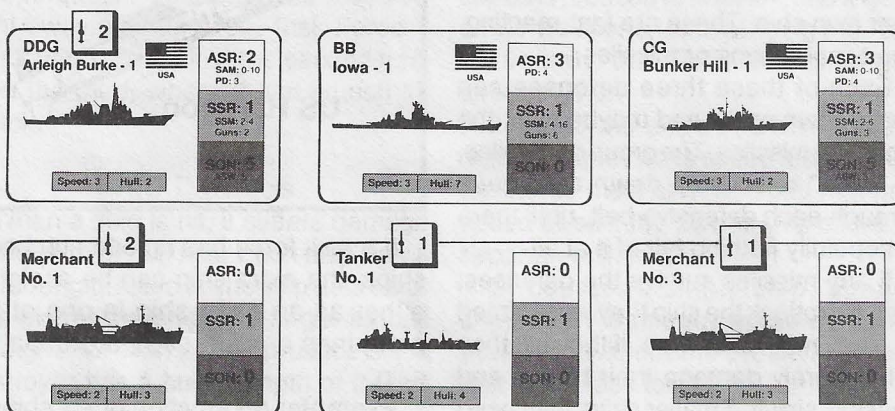 DDG
2
Arleigh Burke - 1
USA
ASR: 2
SAM: 0-10
PD: 3
SSR: 1
SSM: 2-4
Guns: 2
SON: 5
Speed: 3 Hull: 2
BB
Iowa - 1
USA
ASR: 3
PD: 4
SSR: 1
SSM: 4-16
Guns: 6
SON: 0
Speed: 3 Hull: 7
CG
Bunker Hill - 1
USA
ASR: 3
SAM: 0-10
PD: 4
SSR: 1
SSM: 2-6
Guns: 3
SON: 5
Speed: 3 Hull: 2
Merchant
No. 2
2
ASR: 0
SSR: 1
SON: 0
Speed: 2 Hull: 3
Tanker
No. 1
1
ASR: 0
SSR: 1
SON: 0
Speed: 2 Hull: 4
Merchant
No. 3
1
ASR: 0
SSR: 1
SON: 0
Speed: 2 Hull: 3